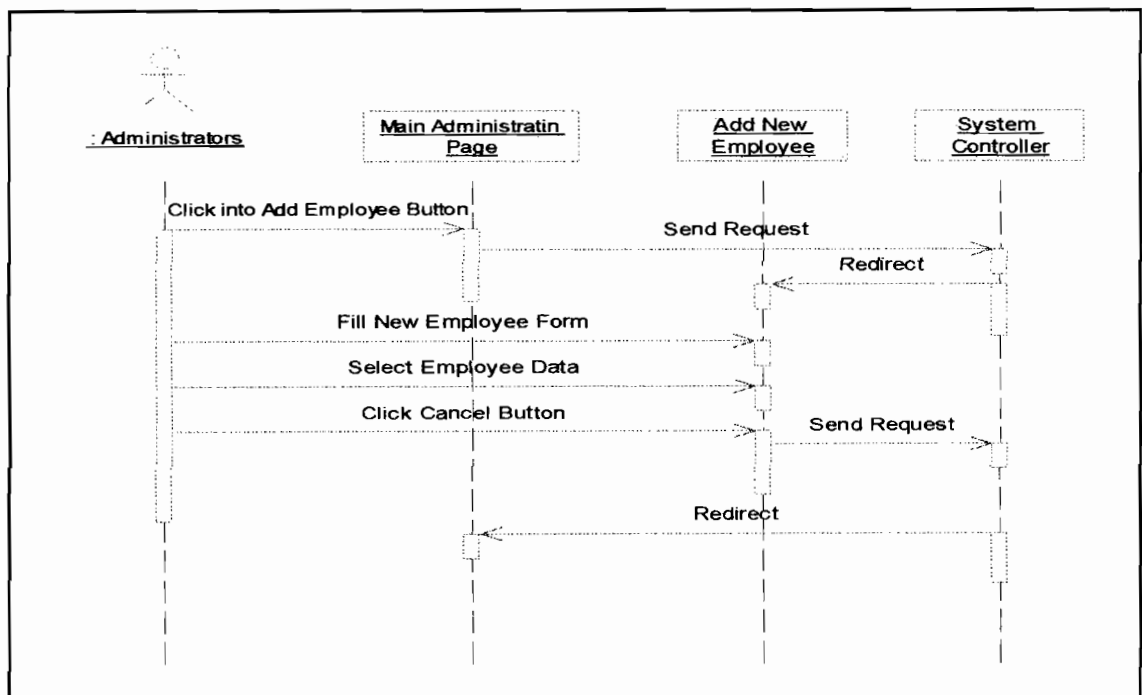 : Administrators
Main Administratin
Page
Add New
Employee
System
Controller
Click into Add Employee Button
Send Request
Redirect
Fill New Employee Form
Select Employee Data
Click Cancel Button
Send Request
Redirect